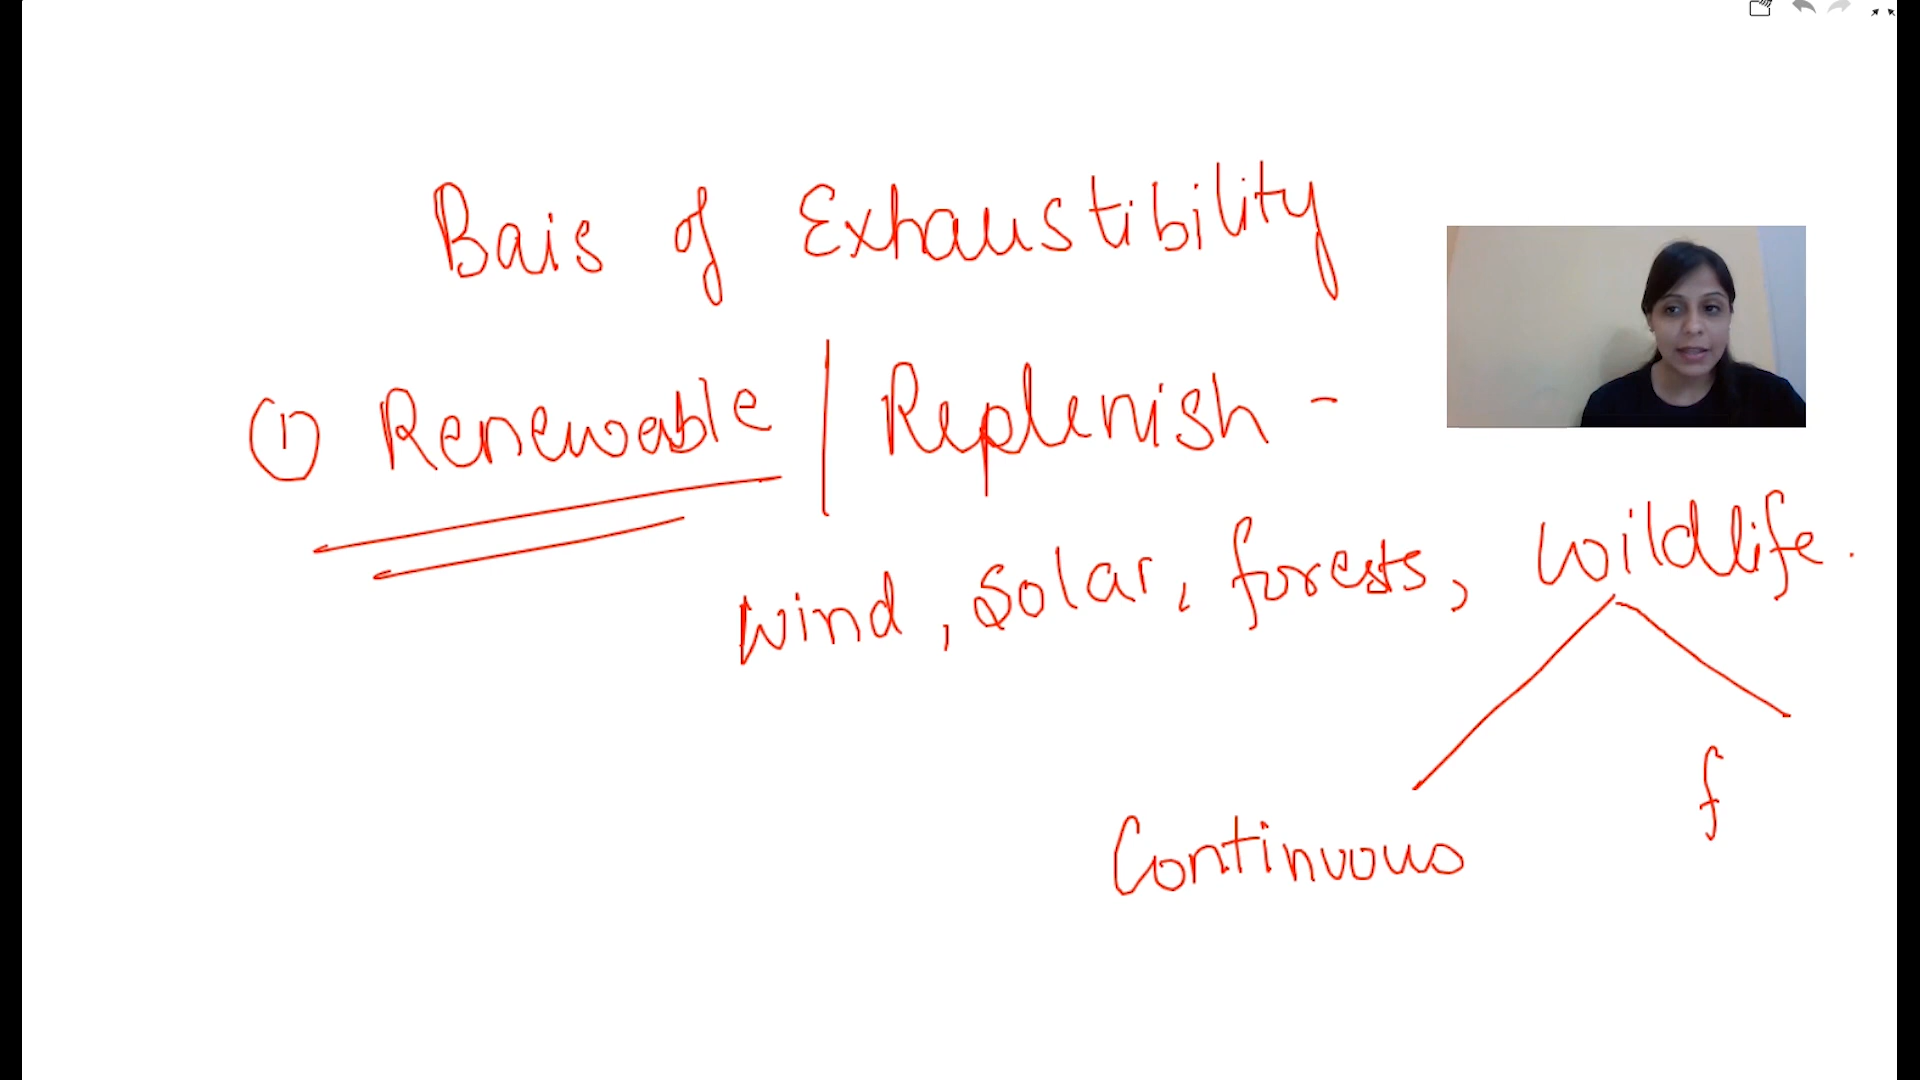 Bais of Exhaustibility
① Renewable / Replenish -
wind, solar, forests, wildlife.
f
Continuous